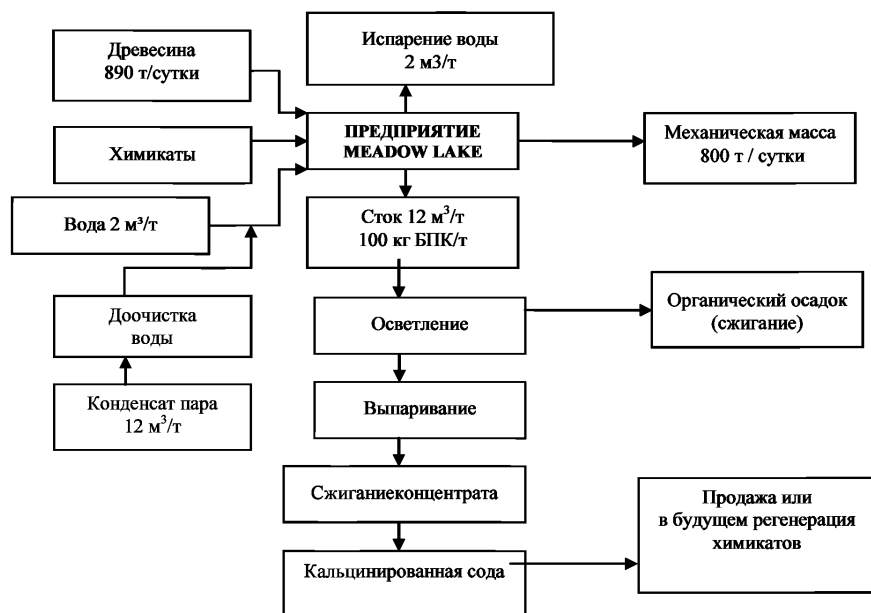 Древесина
890 т/сутки
Испарение воды
2 м3/т
Химикаты
ПРЕДПРИЯТИЕ
MEADOW LAKE
Механическая масса
800 т / сутки
Вода 2 м³/т
Сток 12 м³/т
100 кг БПК/т
Доочистка
воды
Осветление
Органический осадок
(сжигание)
Конденсат пара
12 м³/т
Выпаривание
Сжиганиеконцентрата
Продажа или
в будущем регенерация
химикатов
Кальцинированная сода